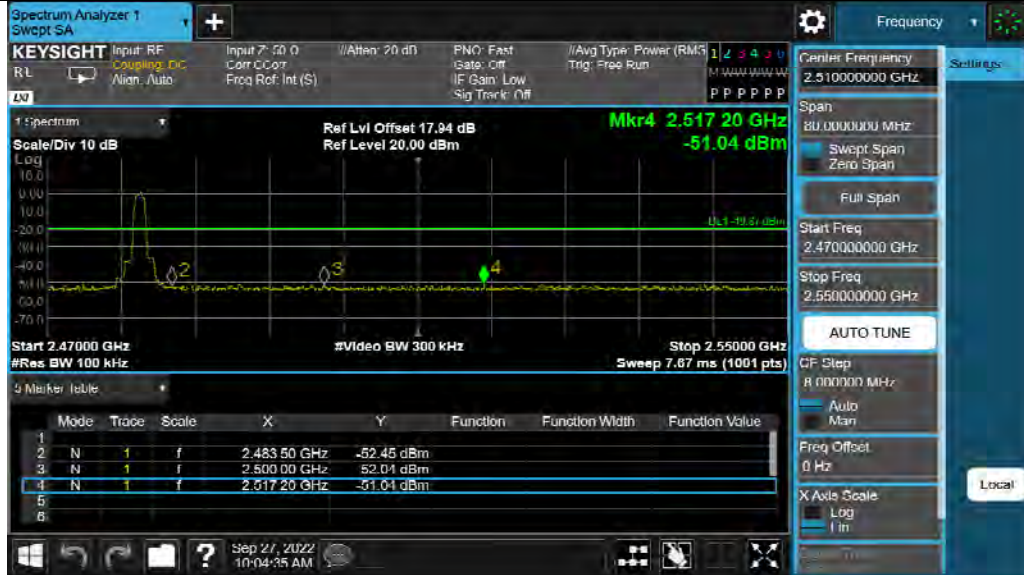 Spectrum Analyzer 1
Swept SA
Frequency
KEYSIGHT
Input: RF
Coupling: DC
Align: Auto
Input Z: 50 Ω
Corr CCorr
Freq Ref: Int (S)
#Atten: 20 dB
PNO: Fast
Gate: Off
IF Gain: Low
Sig Track: Off
#Avg Type: Power (RMS
Trig: Free Run
1 2 3 4 5 6
M W W W W W
P P P P P P
RL
LXI
Center Frequency
2.510000000 GHz
Settings
1 Spectrum
Scale/Div 10 dB
Ref Lvl Offset 17.94 dB
Ref Level 20.00 dBm
Mkr4 2.517 20 GHz
-51.04 dBm
Span
80.0000000 MHz
Swept Span
Zero Span
Full Span
Start Freq
2.470000000 GHz
Stop Freq
2.550000000 GHz
AUTO TUNE
CF Step
8.000000 MHz
Auto
Man
Freq Offset
0 Hz
X Axis Scale
Log
Lin
Local
Log
10.0
0.00
-10.0
-20.0
-30.0
-40.0
-50.0
-60.0
-70.0
2
3
4
Start 2.47000 GHz
#Res BW 100 kHz
#Video BW 300 kHz
Stop 2.55000 GHz
Sweep 7.67 ms (1001 pts)
5 Marker Table
Mode Trace Scale X Y Function Function Width Function Value
1
2 N 1 f 2.483 50 GHz -52.45 dBm
3 N 1 f 2.500 00 GHz -52.04 dBm
4 N 1 f 2.517 20 GHz -51.04 dBm
5
6
?
Sep 27, 2022
10:04:35 AM